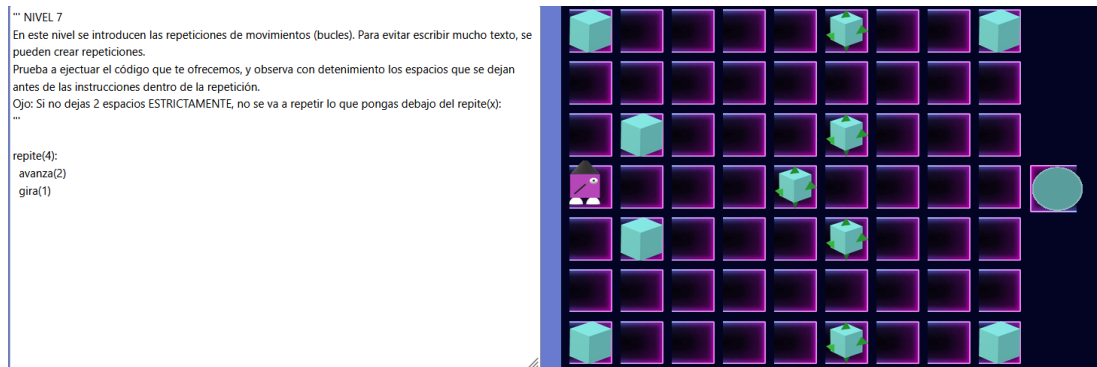 ''' NIVEL 7
En este nivel se introducen las repeticiones de movimientos (bucles). Para evitar escribir mucho texto, se
pueden crear repeticiones.
Prueba a ejectuar el código que te ofrecemos, y observa con detenimiento los espacios que se dejan
antes de las instrucciones dentro de la repetición.
Ojo: Si no dejas 2 espacios ESTRICTAMENTE, no se va a repetir lo que pongas debajo del repite(x):
'''
repite(4):
  avanza(2)
  gira(1)